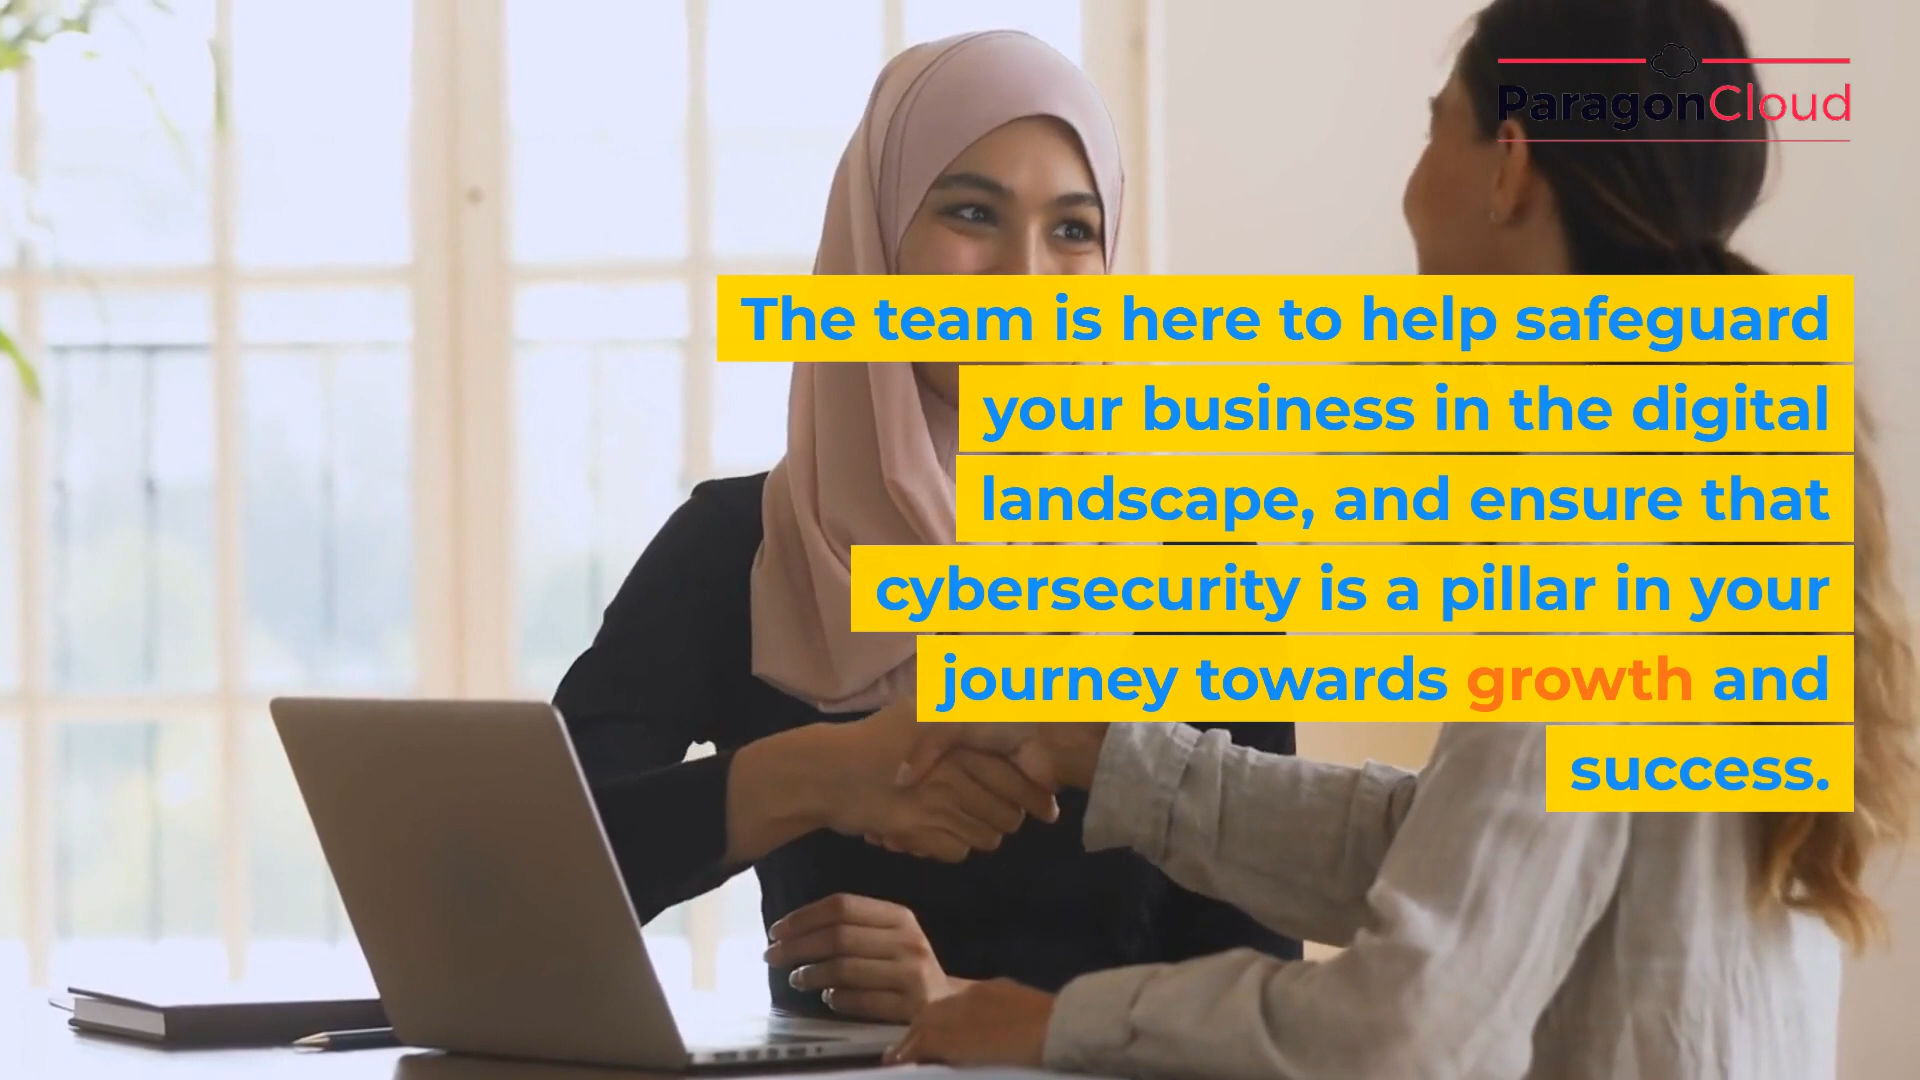 ParagonCloud
The team is here to help safeguard
your business in the digital
landscape, and ensure that
cybersecurity is a pillar in your
journey towards growth and
success.